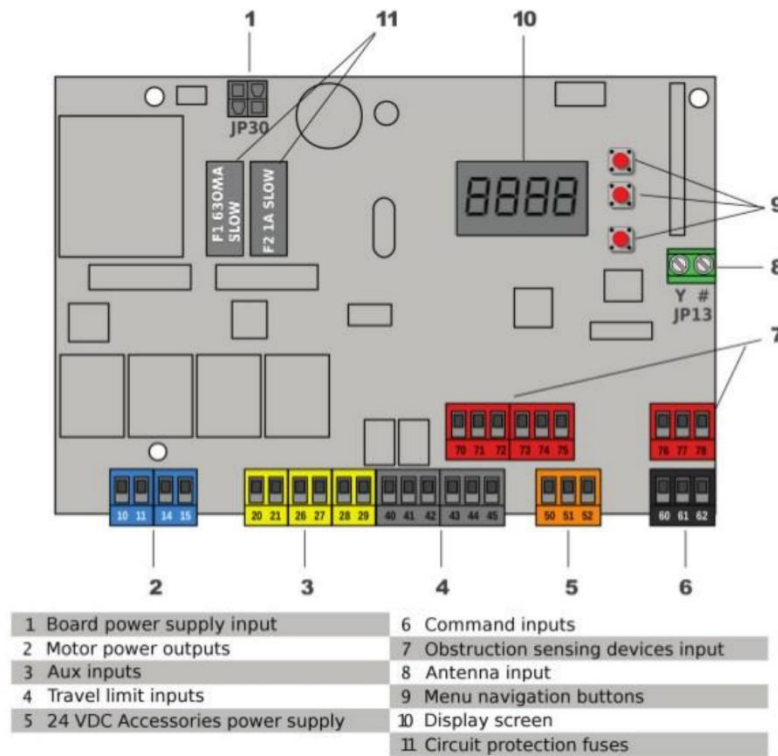 1 11 10
JP30
F1 630MA
SLOW
F2 1A SLOW
8888
9
8
Y #
JP13
7
70 71 72 73 74 75 76 77 78
10 11 14 15 20 21 26 27 28 29 40 41 42 43 44 45 50 51 52 60 61 62
2 3 4 5 6
1 Board power supply input
2 Motor power outputs
3 Aux inputs
4 Travel limit inputs
5 24 VDC Accessories power supply
6 Command inputs
7 Obstruction sensing devices input
8 Antenna input
9 Menu navigation buttons
10 Display screen
11 Circuit protection fuses